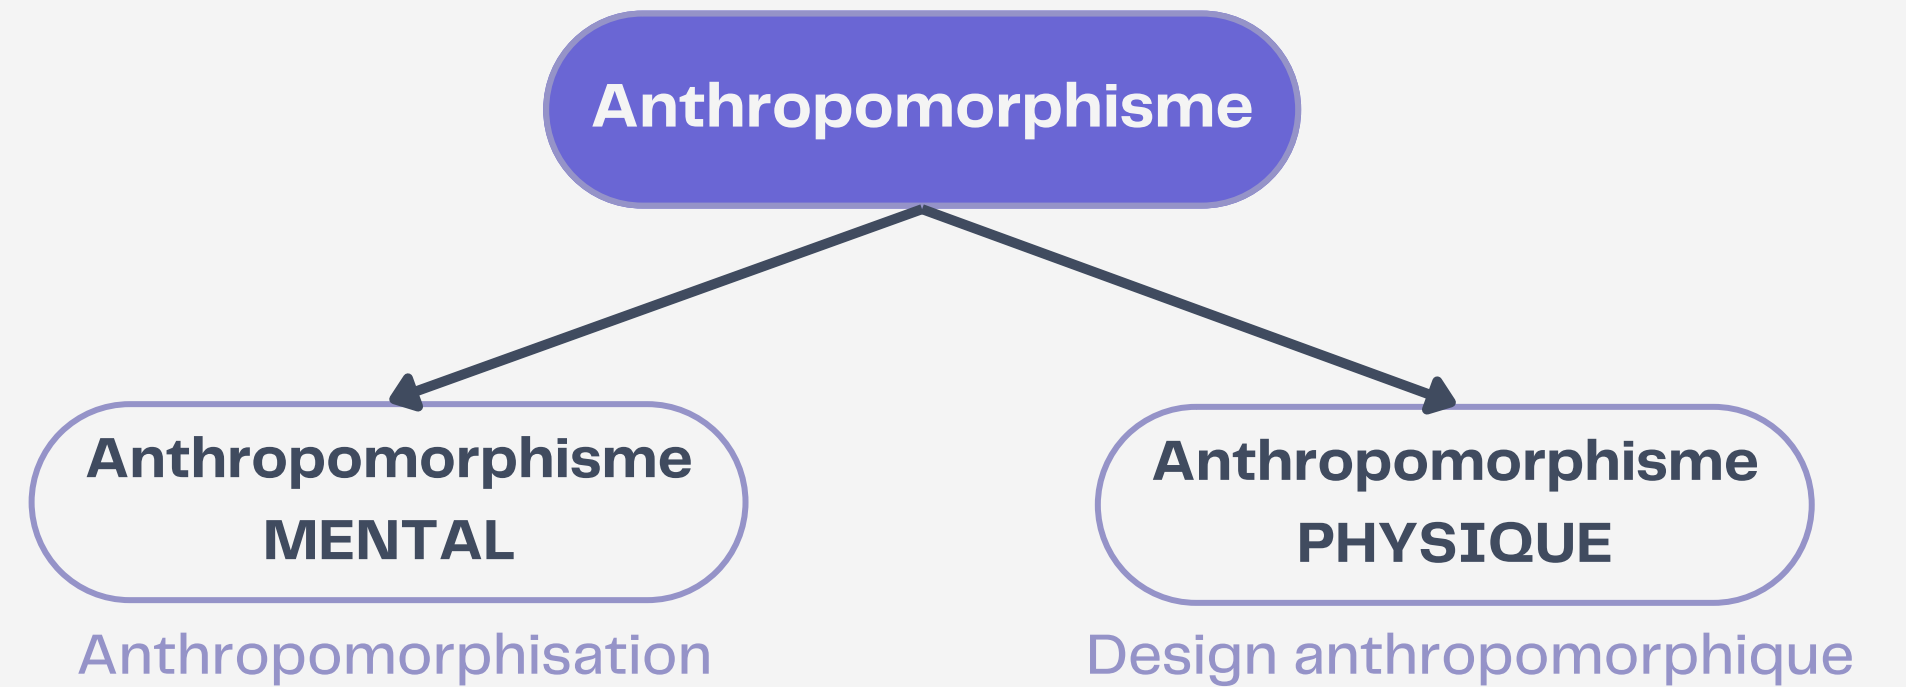 Anthropomorphisme
Anthropomorphisme
MENTAL
Anthropomorphisation
Anthropomorphisme
PHYSIQUE
Design anthropomorphique